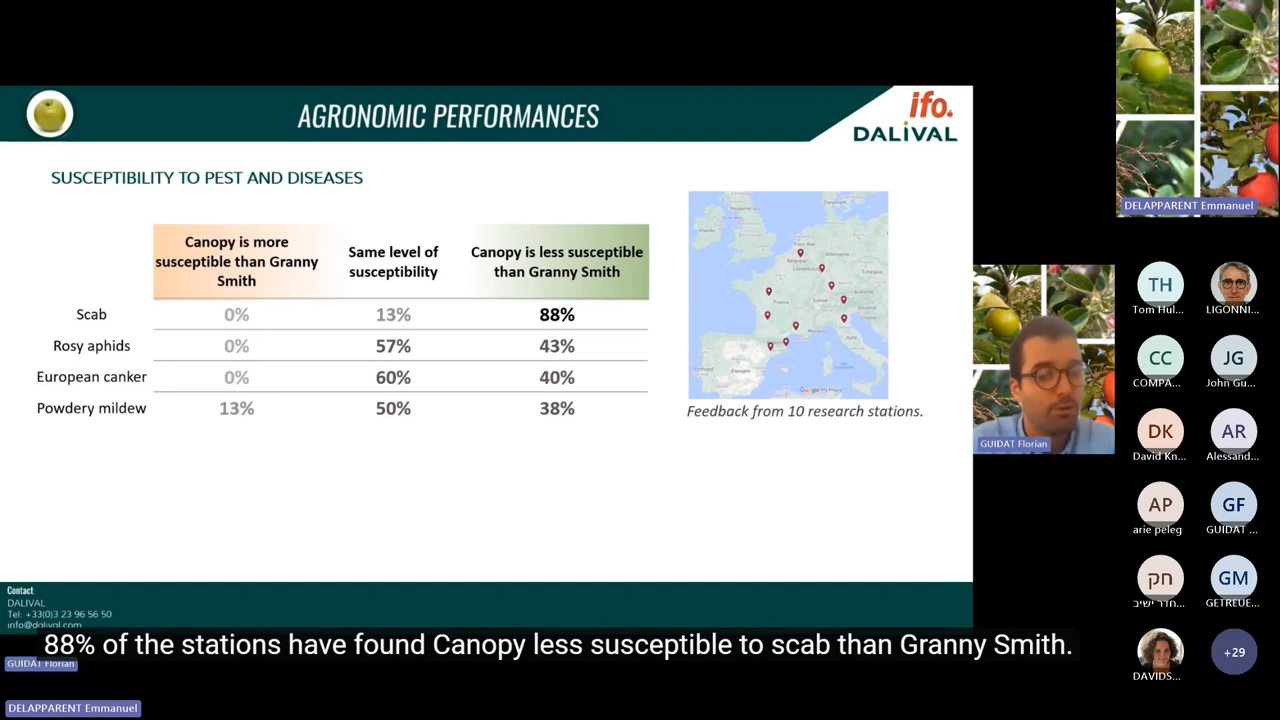 AGRONOMIC PERFORMANCES
ifo.
DALIVAL
SUSCEPTIBILITY TO PEST AND DISEASES
Canopy is more susceptible than Granny Smith
Same level of susceptibility
Canopy is less susceptible than Granny Smith
Scab 0% 13% 88%
Rosy aphids 0% 57% 43%
European canker 0% 60% 40%
Powdery mildew 13% 50% 38%
Feedback from 10 research stations.
Contact
DALIVAL
Tel: +33(0)3 23 96 56 50
info@dalival.com
88% of the stations have found Canopy less susceptible to scab than Granny Smith.
GUIDAT Florian
DELAPPARENT Emmanuel
DELAPPARENT Emmanuel
GUIDAT Florian
TH
Tom Hul...
LIGONNI...
CC
COMPA...
JG
John Gu...
DK
David Kn...
AR
Alessand...
AP
arie peleg
GF
GUIDAT ...
חק
GM
GETREUE...
DAVIDS...
+29